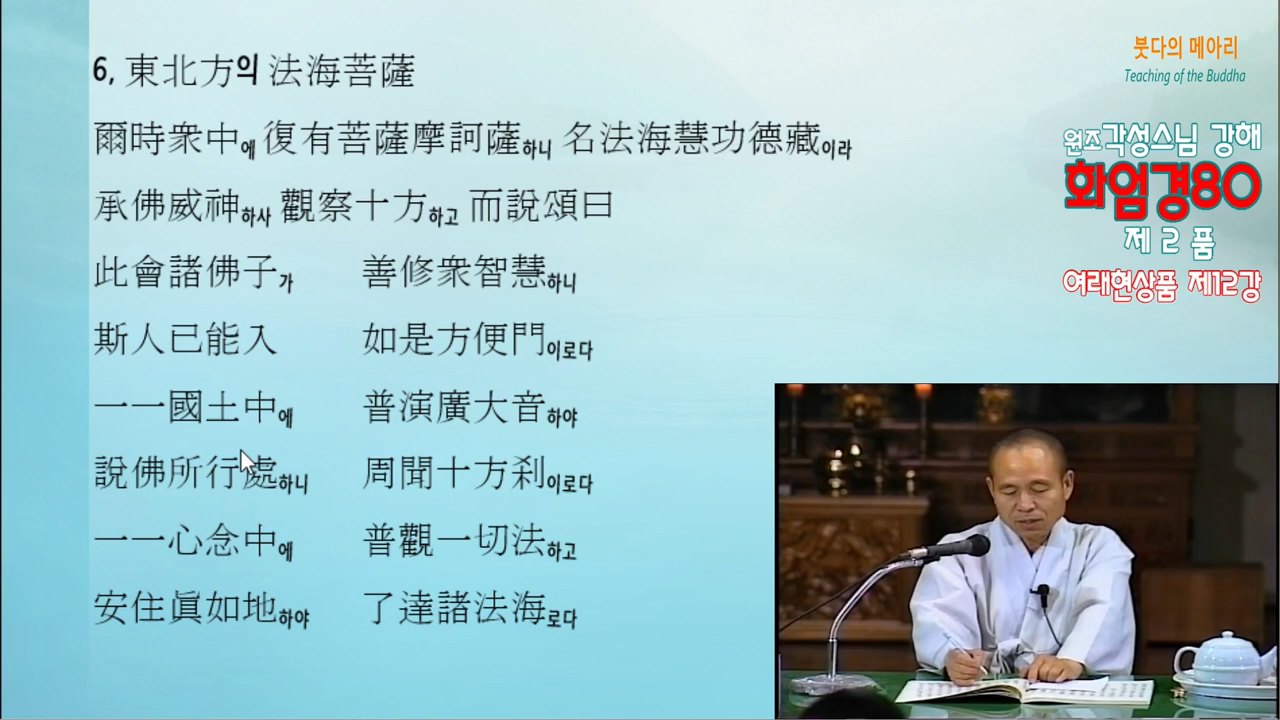 6, 東北方의 法海菩薩
爾時衆中에 復有菩薩摩訶薩하니 名法海慧功德藏이라
承佛威神하사 觀察十方하고 而說頌曰
此會諸佛子가 善修衆智慧하니
斯人已能入 如是方便門이로다
一一國土中에 普演廣大音하야
說佛所行處하니 周聞十方刹이로다
一一心念中에 普觀一切法하고
安住眞如地하야 了達諸法海로다
붓다의 메아리
Teaching of the Buddha
원조각성스님 강해
화엄경80
제 2 품
여래현상품 제12강